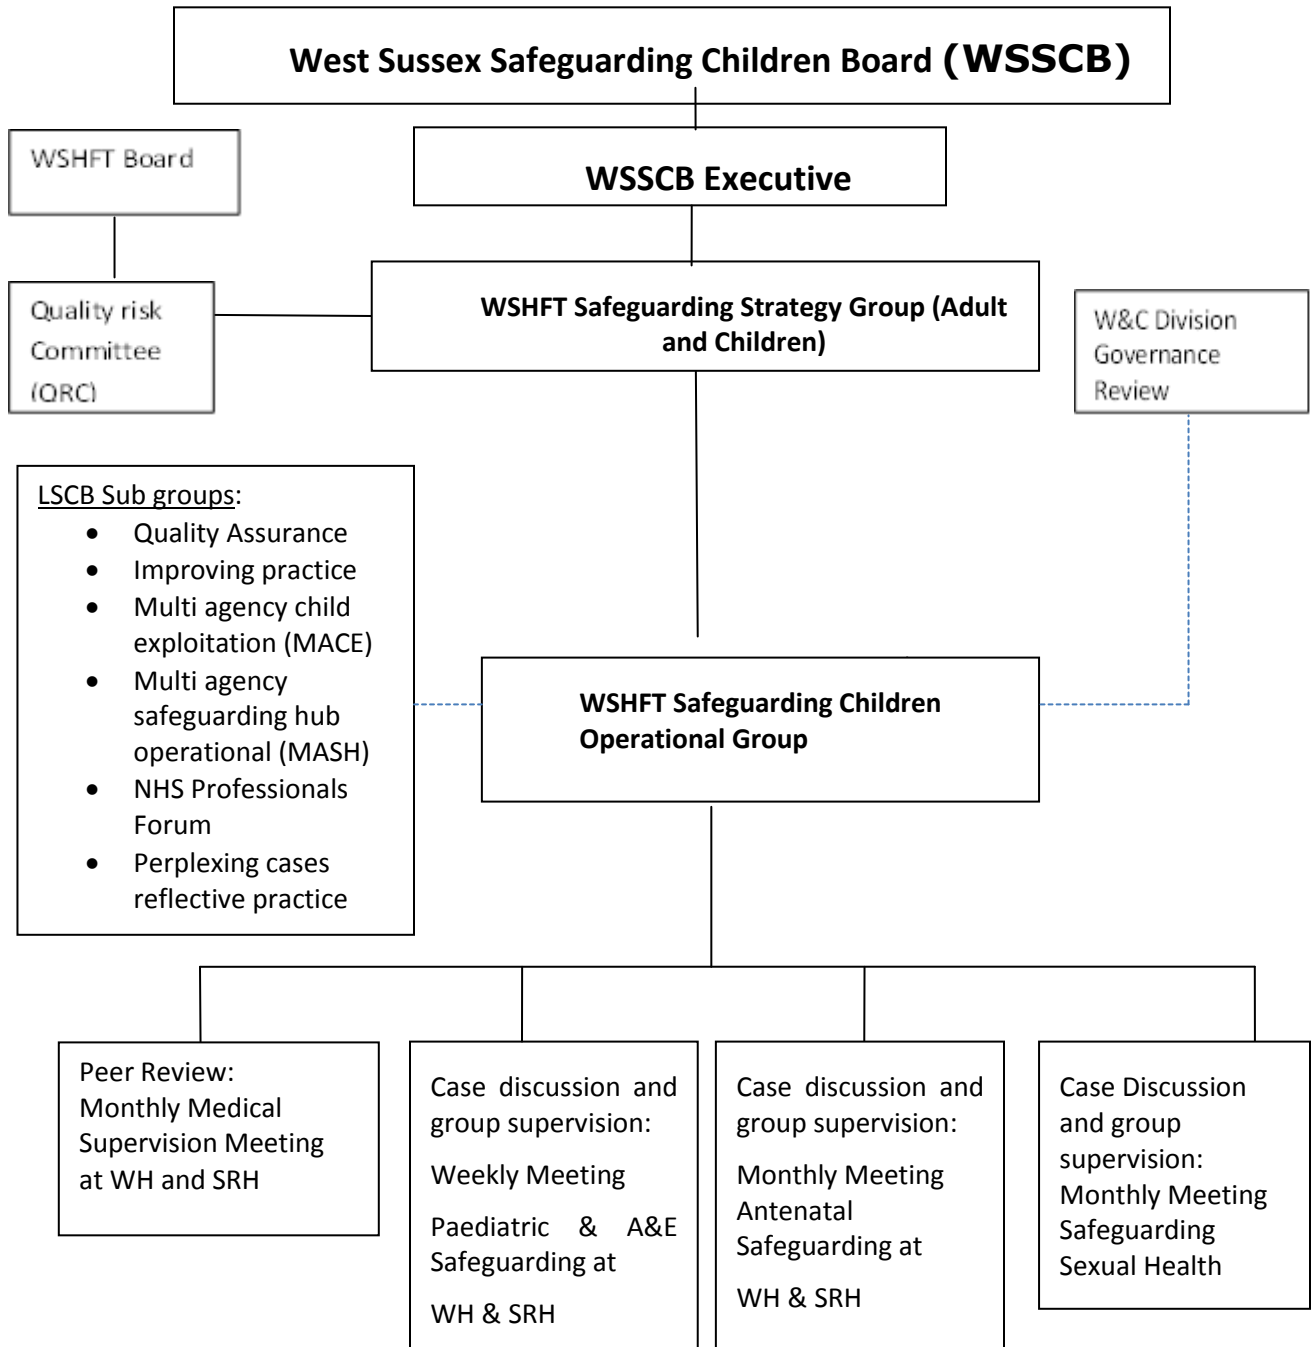 West Sussex Safeguarding Children Board (WSSCB)
WSHFT Board
WSSCB Executive
Quality risk
Committee
(QRC)
WSHFT Safeguarding Strategy Group (Adult
and Children)
W&C Division
Governance
Review
LSCB Sub groups:
• Quality Assurance
• Improving practice
• Multi agency child
exploitation (MACE)
• Multi agency
safeguarding hub
operational (MASH)
• NHS Professionals
Forum
• Perplexing cases
reflective practice
WSHFT Safeguarding Children
Operational Group
Peer Review:
Monthly Medical
Supervision Meeting
at WH and SRH
Case discussion and
group supervision:
Weekly Meeting
Paediatric & A&E
Safeguarding at
WH & SRH
Case discussion and
group supervision:
Monthly Meeting
Antenatal
Safeguarding at
WH & SRH
Case Discussion
and group
supervision:
Monthly Meeting
Safeguarding
Sexual Health